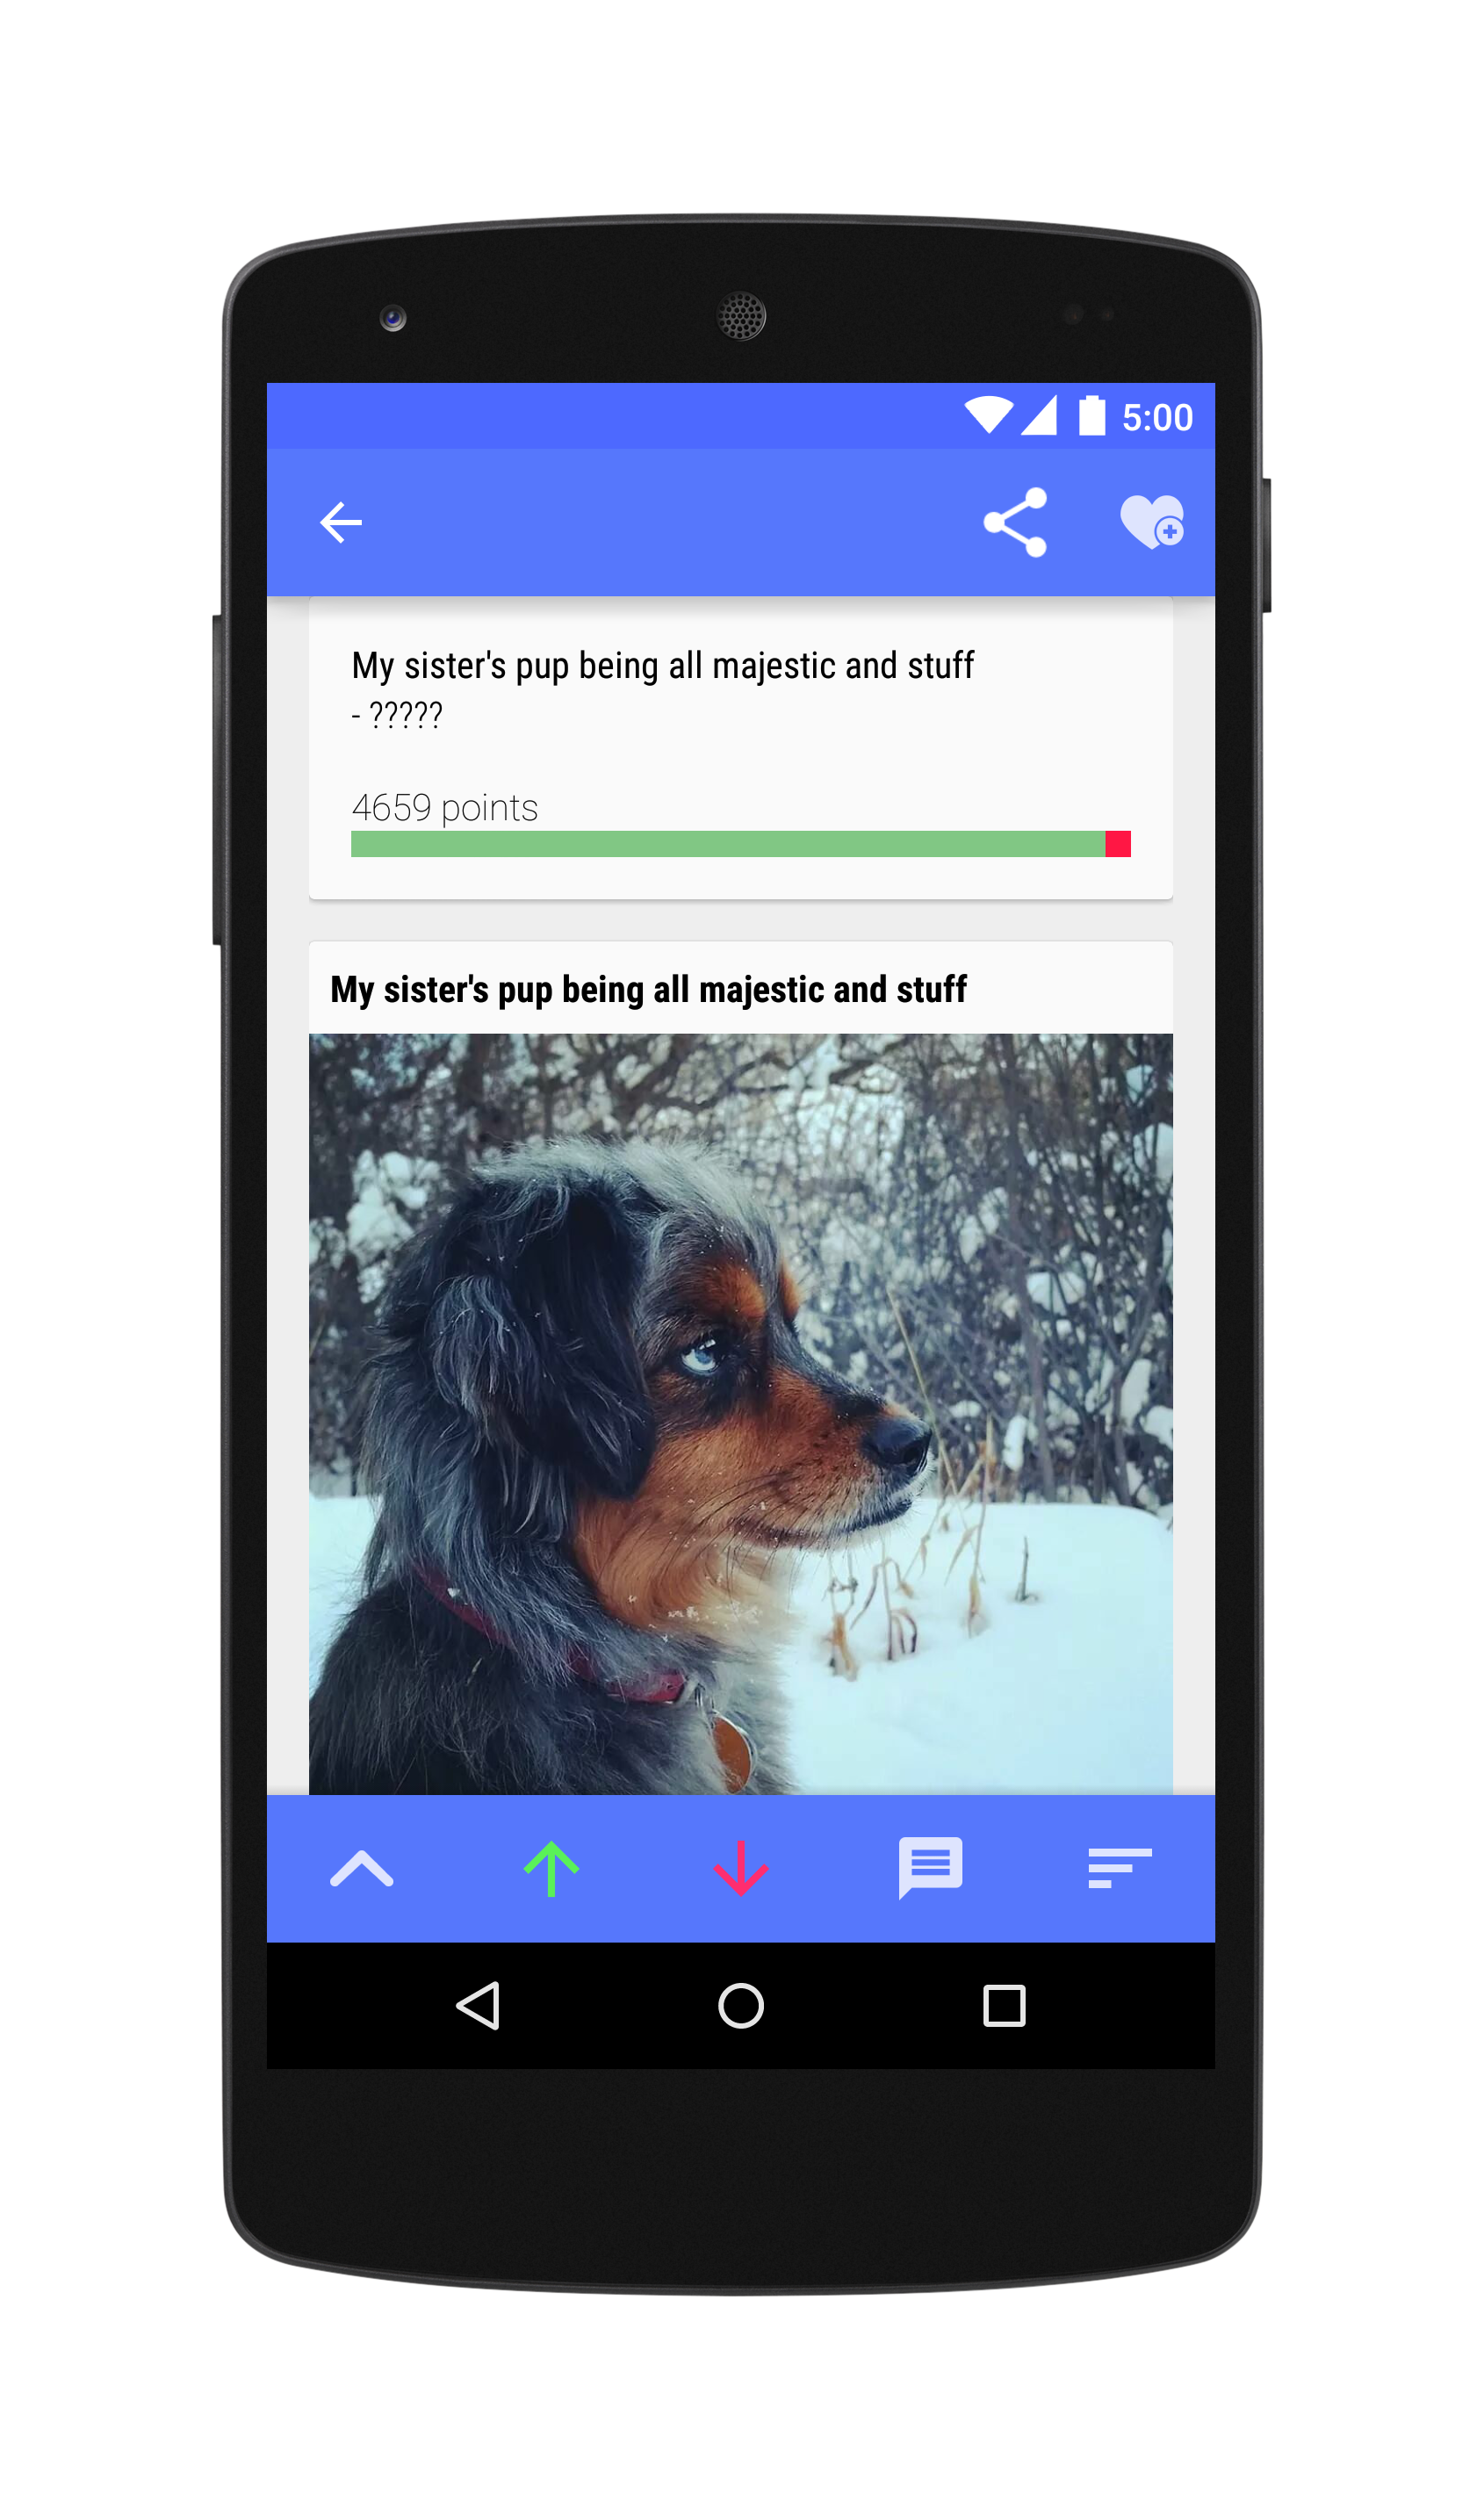 5:00
My sister's pup being all majestic and stuff
- ?????
4659 points
My sister's pup being all majestic and stuff